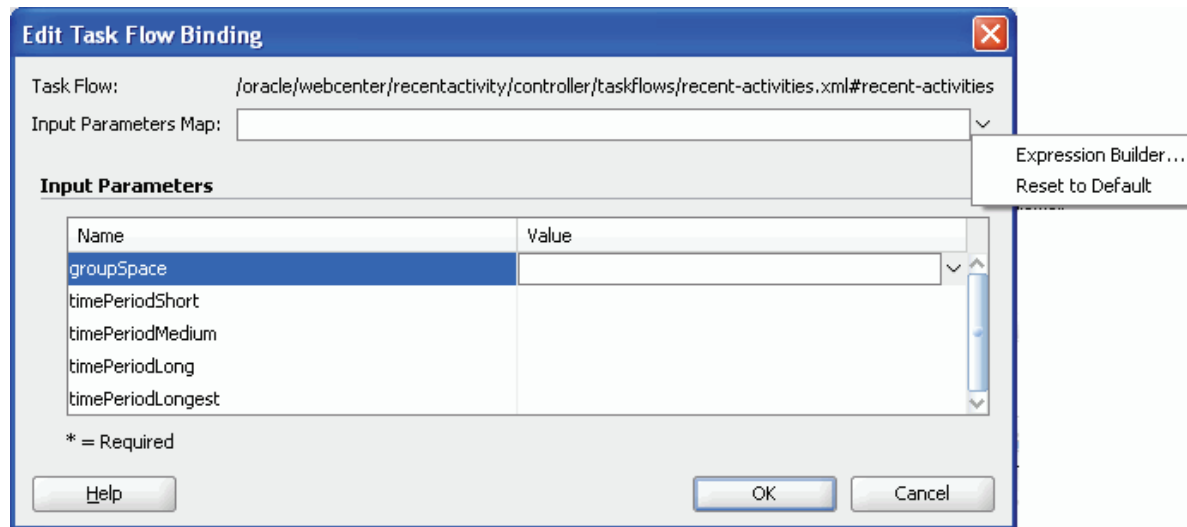 Edit Task Flow Binding
Task Flow: /oracle/webcenter/recentactivity/controller/taskflows/recent-activities.xml#recent-activities
Input Parameters Map:
Expression Builder...
Reset to Default
Input Parameters
Name Value
groupSpace
timePeriodShort
timePeriodMedium
timePeriodLong
timePeriodLongest
* = Required
Help OK Cancel